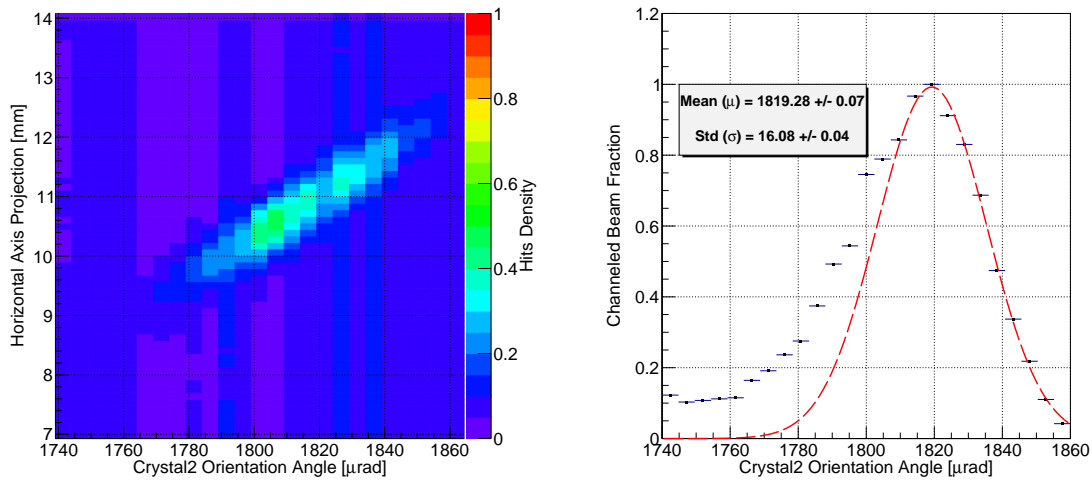 14
13
12
11
10
9
8
7
1740 1760 1780 1800 1820 1840 1860
Crystal2 Orientation Angle [μrad]
Horizontal Axis Projection [mm]
1
0.8
0.6
0.4
0.2
0
Hits Density
1.2
1
0.8
0.6
0.4
0.2
0
1740 1760 1780 1800 1820 1840 1860
Crystal2 Orientation Angle [μrad]
Channeled Beam Fraction
Mean (μ) = 1819.28 +/- 0.07
Std (σ) = 16.08 +/- 0.04